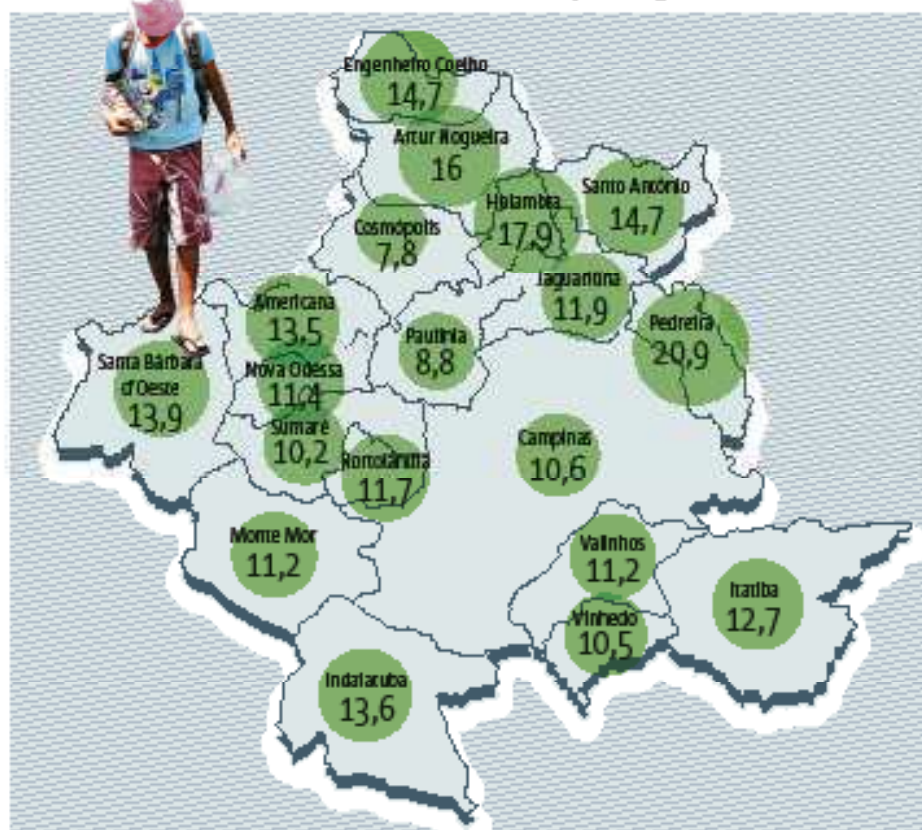 Engenheiro Coelho
14,7
Artur Nogueira
16
Holambra
17,9
Santo Antônio
14,7
Cosmópolis
7,8
Jaguariúna
11,9
Americana
13,5
Paulínia
8,8
Pedreira
20,9
Santa Bárbara
d'Oeste
13,9
Nova Odessa
11,4
Sumaré
10,2
Hortolândia
11,7
Campinas
10,6
Monte Mor
11,2
Valinhos
11,2
Itatiba
12,7
Vinhedo
10,5
Indaiatuba
13,6